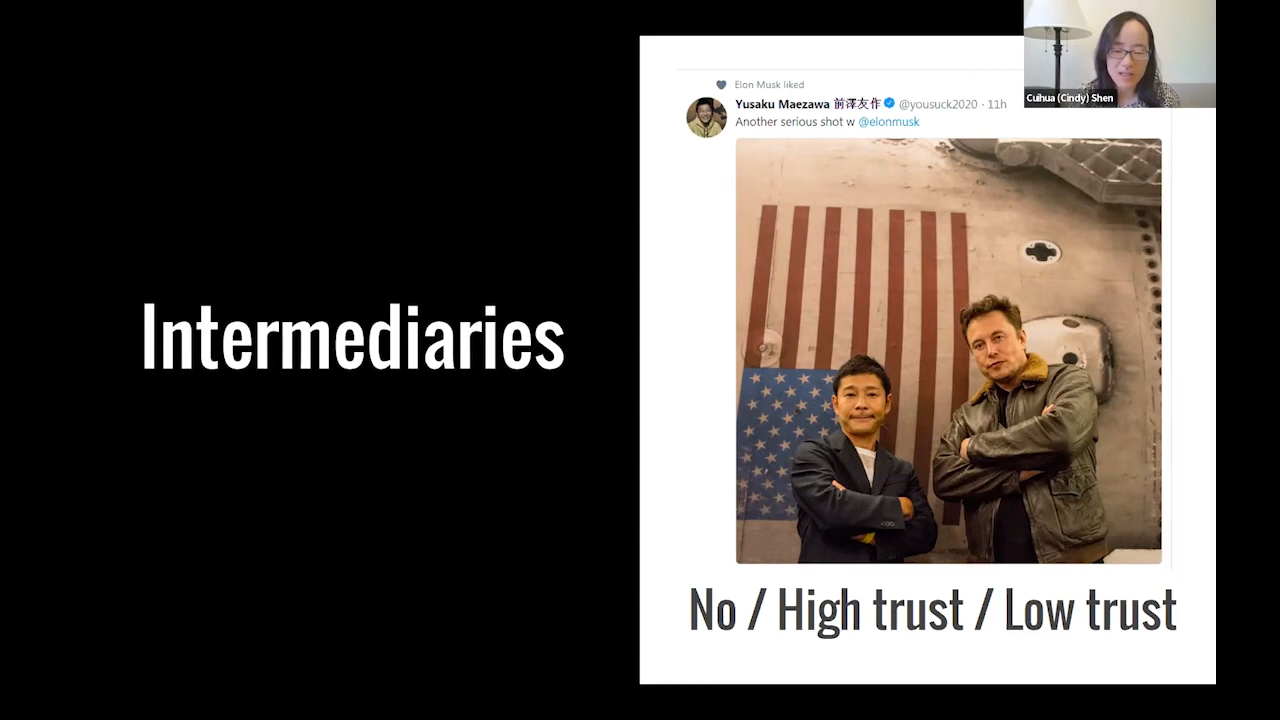 Intermediaries
Elon Musk liked
Yusaku Maezawa 前澤友作 @yousuck2020 · 11h
Another serious shot w @elonmusk
No / High trust / Low trust
Cuihua (Cindy) Shen